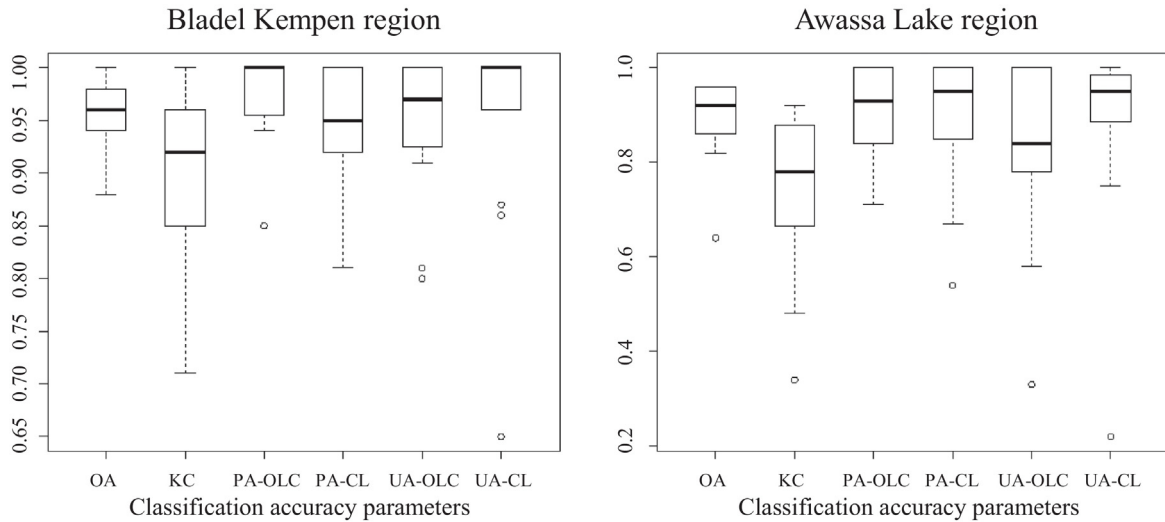 Bladel Kempen region
1.00
0.95
0.90
0.85
0.80
0.75
0.70
0.65
OA KC PA-OLC PA-CL UA-OLC UA-CL
Classification accuracy parameters
Awassa Lake region
1.0
0.8
0.6
0.4
0.2
OA KC PA-OLC PA-CL UA-OLC UA-CL
Classification accuracy parameters